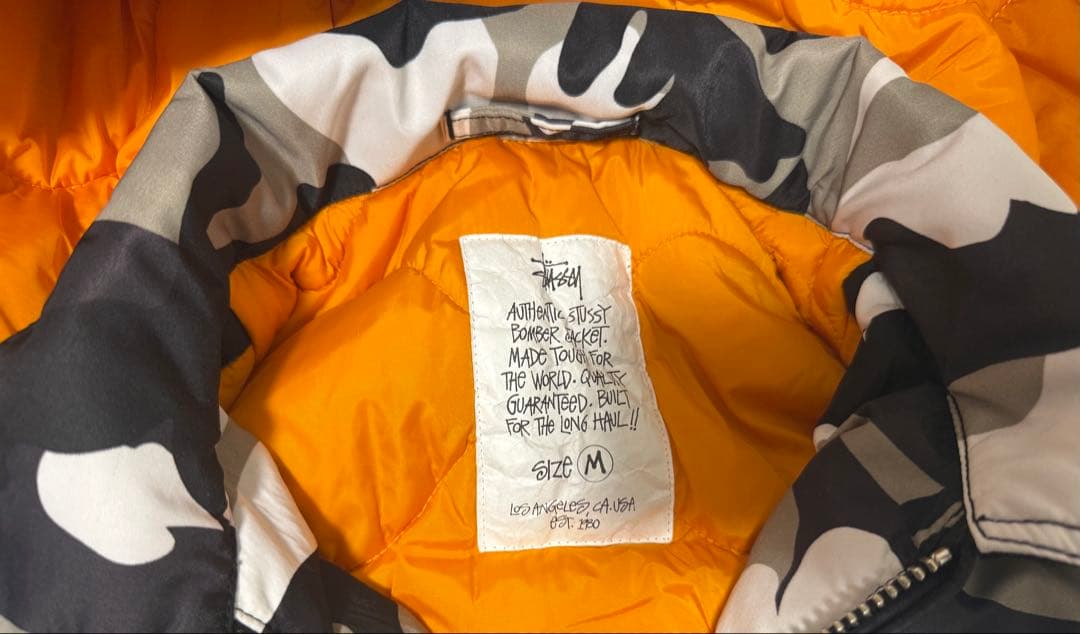 STÜSSY
AUTHENTIC STUSSY
BOMBER JACKET.
MADE TOUGH FOR
THE WORLD. QUALITY
GUARANTEED. BUILT
FOR THE LONG HAUL!!
SIZE M
LOS ANGELES, CA. USA
EST. 1980